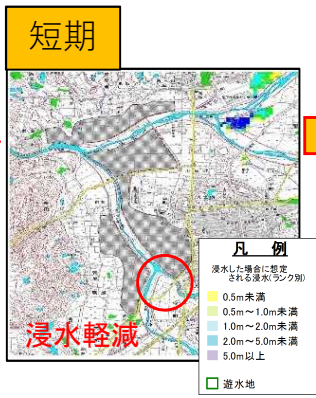 短期
浸水軽減
凡 例
浸水した場合に想定
される浸水(ランク別)
0.5m未満
0.5m～1.0m未満
1.0m～2.0m未満
2.0m～5.0m未満
5.0m以上
遊水地